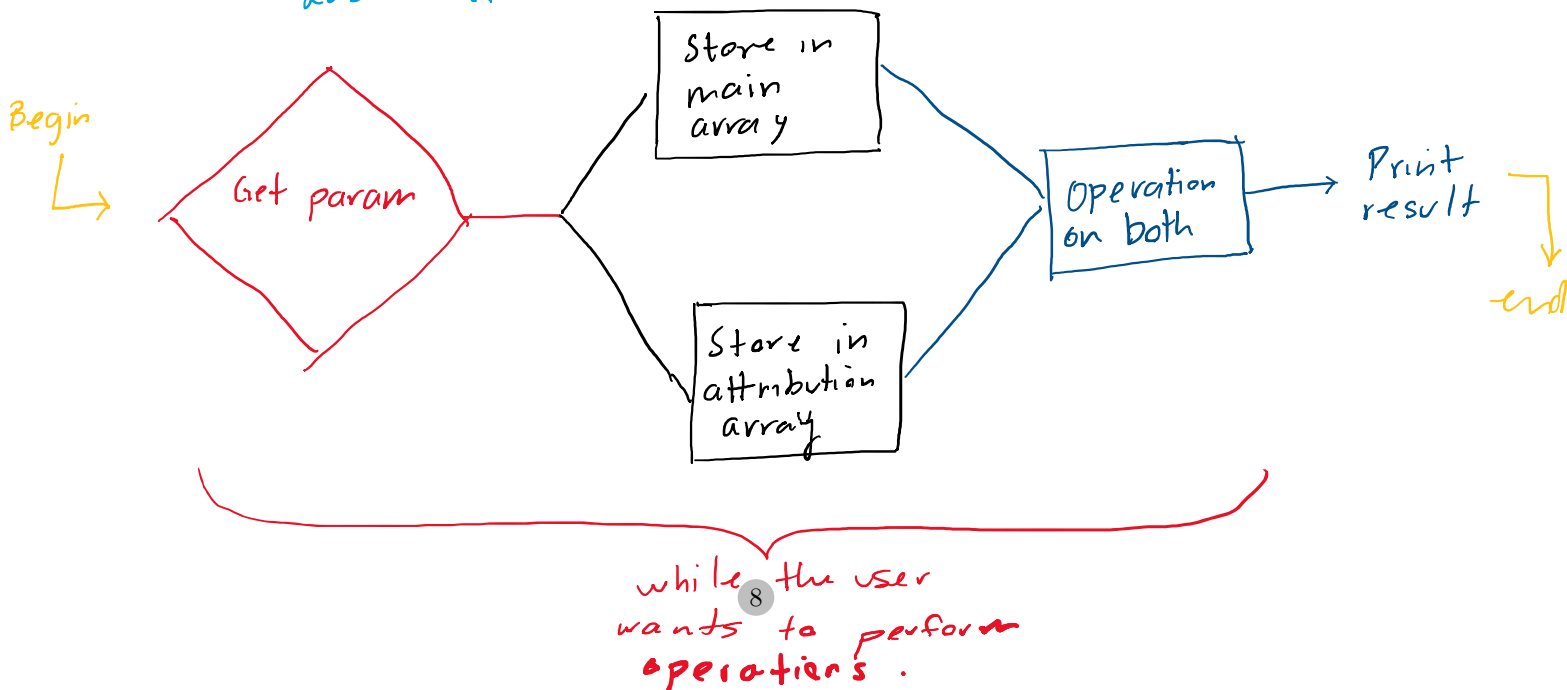 Begin
Get param
Store in
main
array
Store in
attribution
array
Operation
on both
Print
result
end
while the user
8
wants to perform
operations.